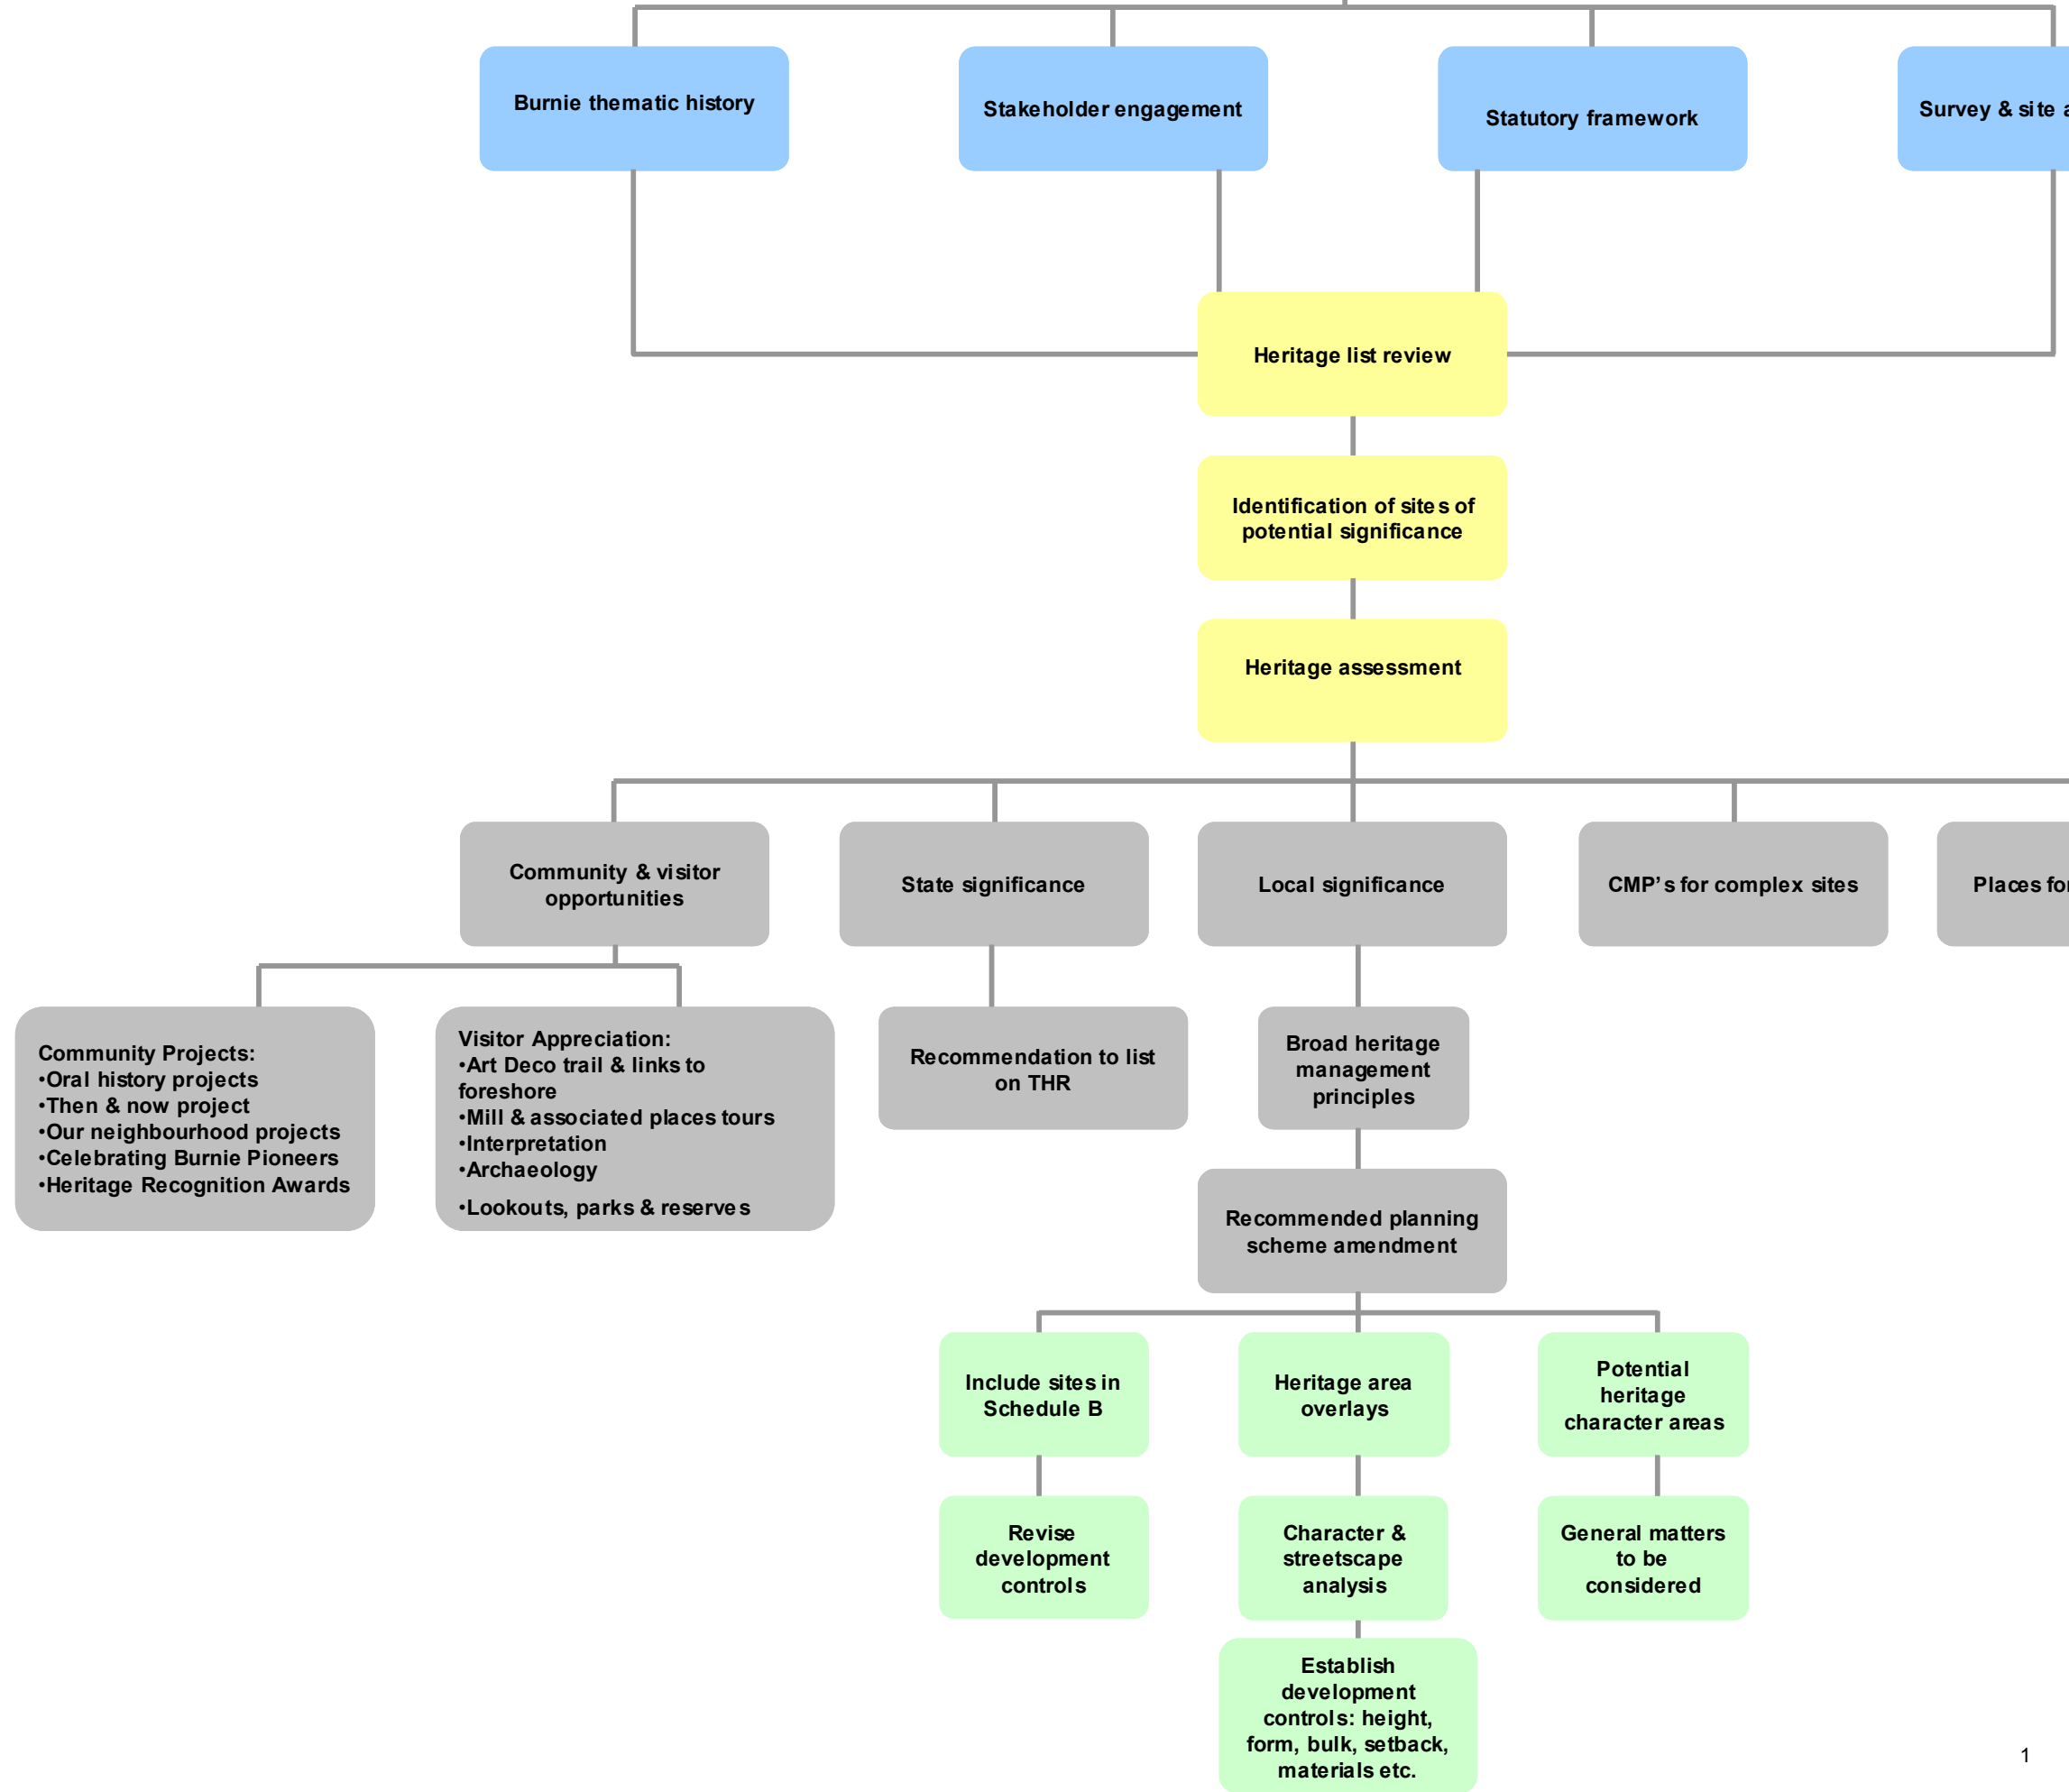 Burnie thematic history
Stakeholder engagement
Statutory framework
Survey & site
Heritage list review
Identification of sites of
potential significance
Heritage assessment
Community & visitor
opportunities
State significance
Local significance
CMP's for complex sites
Places for
Community Projects:
•Oral history projects
•Then & now project
•Our neighbourhood projects
•Celebrating Burnie Pioneers
•Heritage Recognition Awards
Visitor Appreciation:
•Art Deco trail & links to
foreshore
•Mill & associated places tours
•Interpretation
•Archaeology
•Lookouts, parks & reserves
Recommendation to list
on THR
Broad heritage
management
principles
Recommended planning
scheme amendment
Include sites in
Schedule B
Heritage area
overlays
Potential
heritage
character areas
Revise
development
controls
Character &
streetscape
analysis
General matters
to be
considered
Establish
development
controls: height,
form, bulk, setback,
materials etc.
1